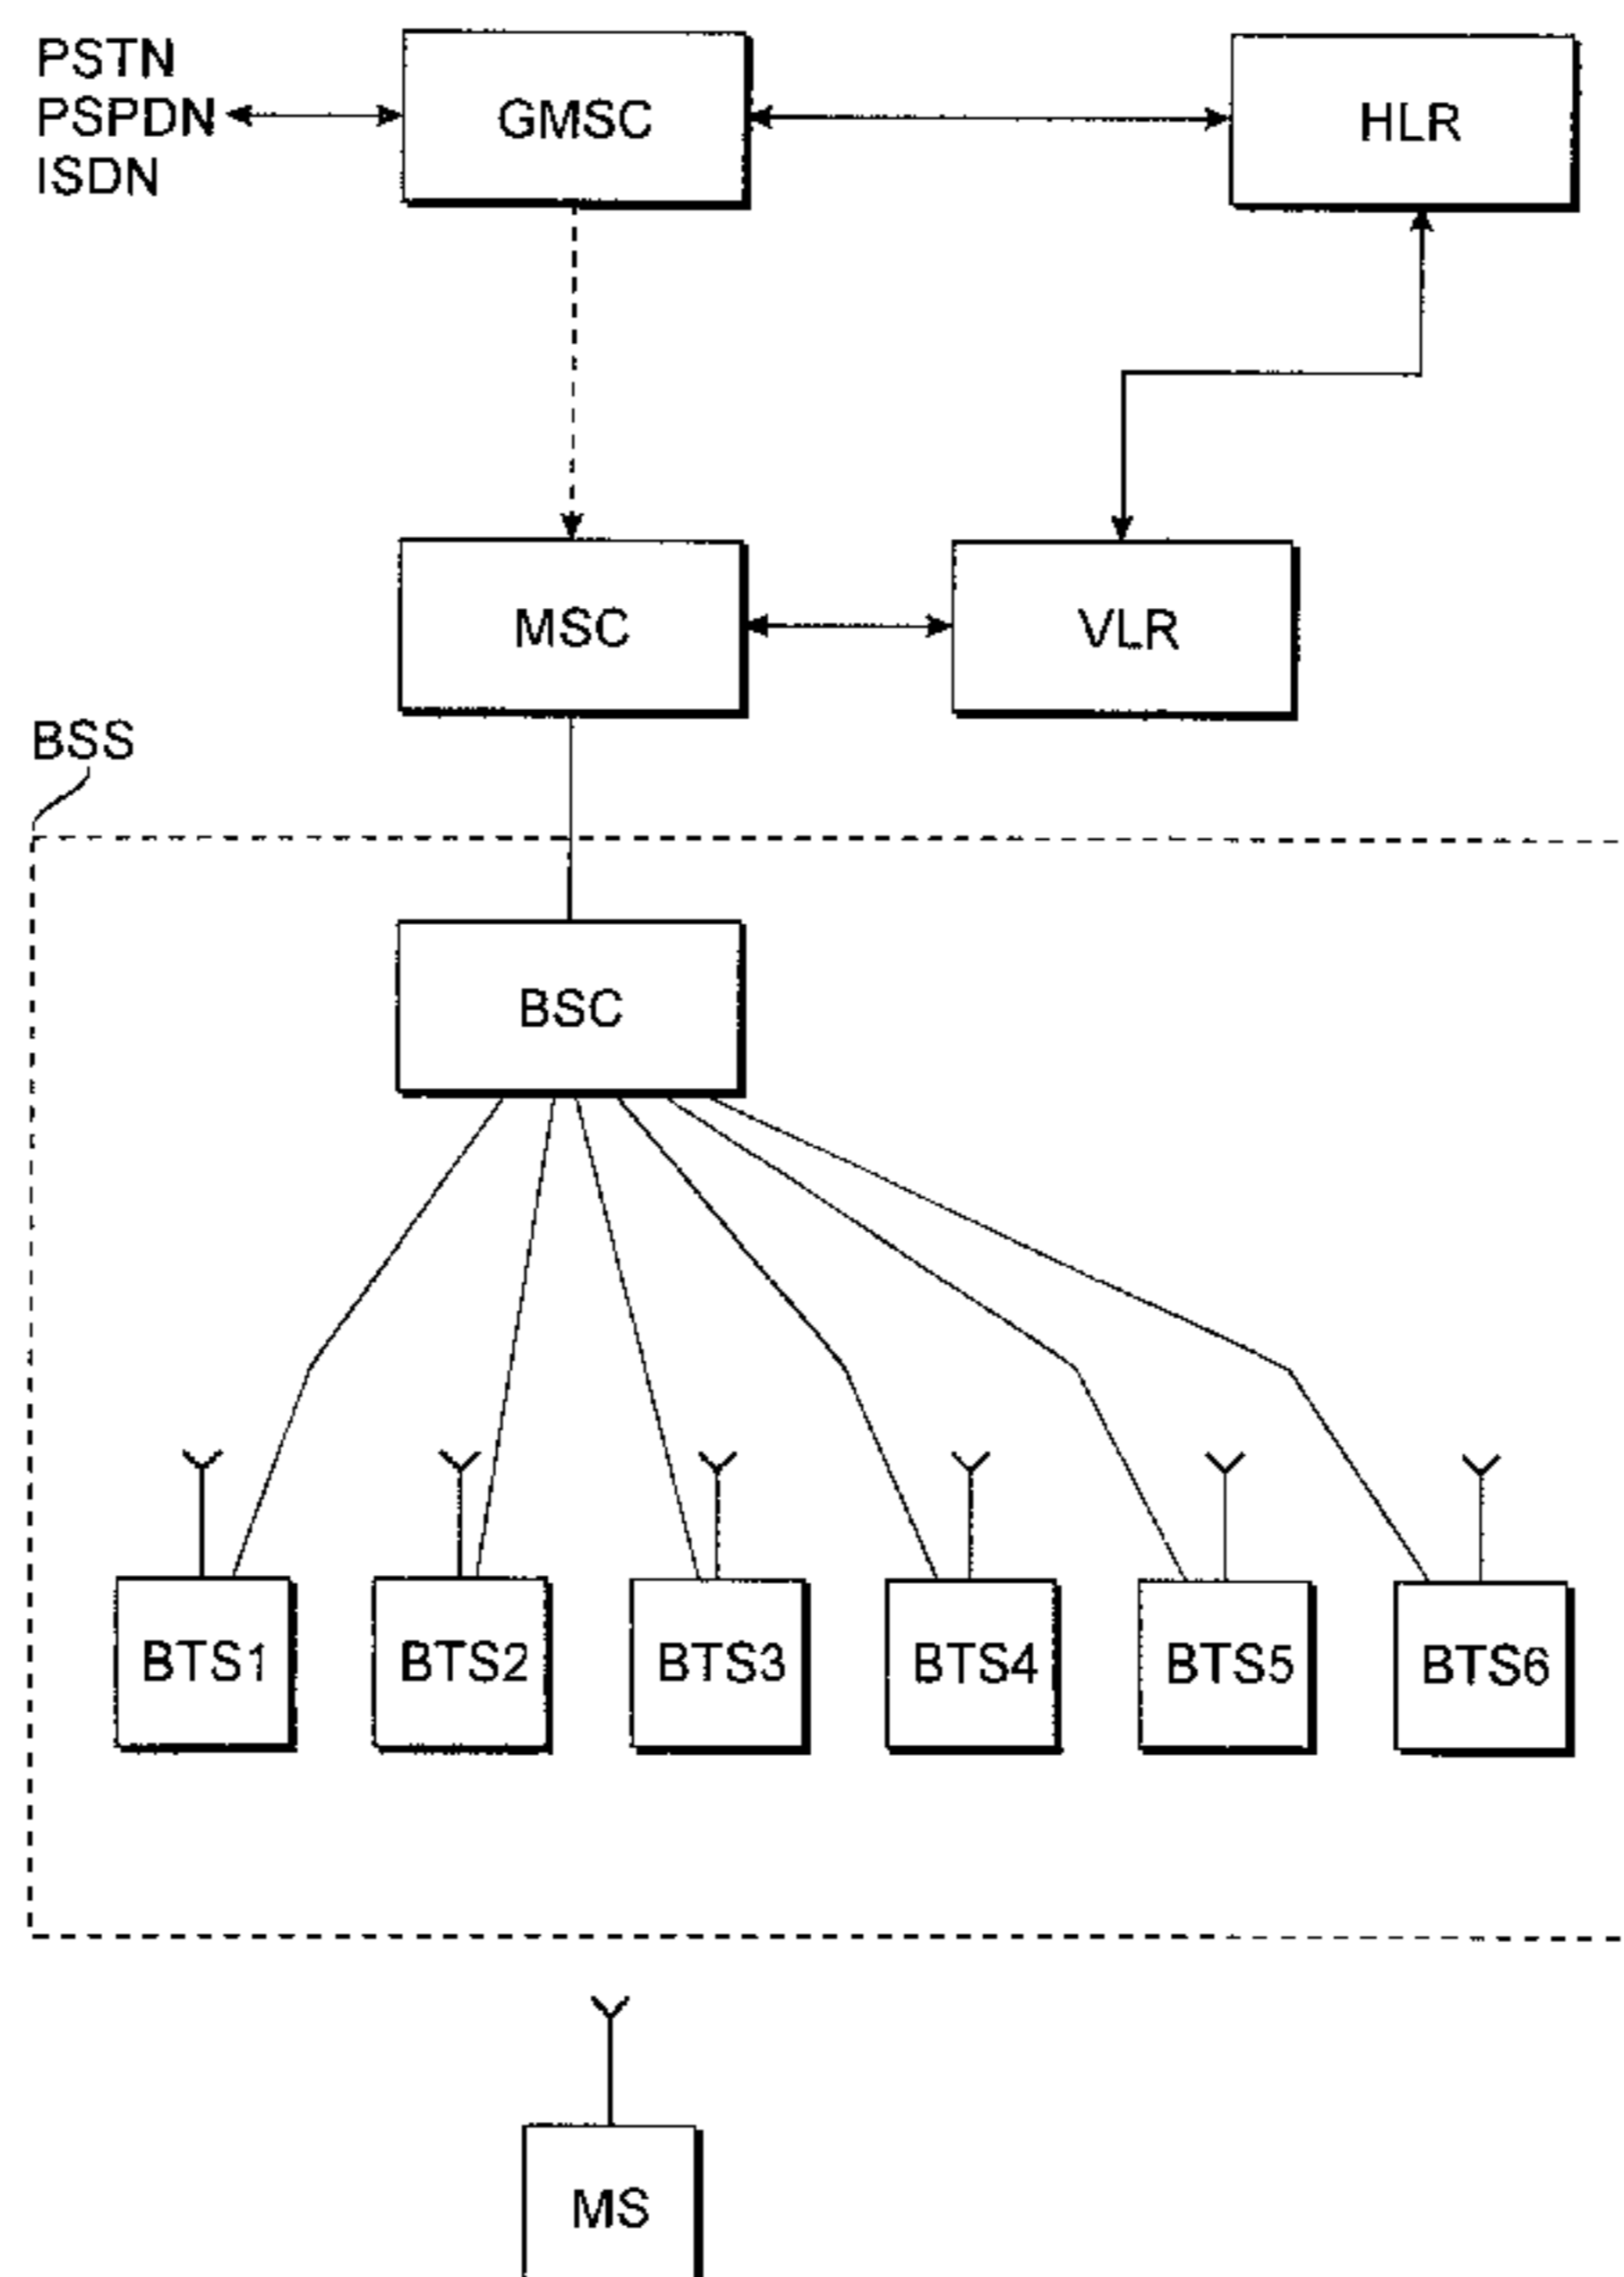 PSTN
PSPDN
ISDN
GMSC
HLR
MSC
VLR
BSS
BSC
BTS1
BTS2
BTS3
BTS4
BTS5
BTS6
MS